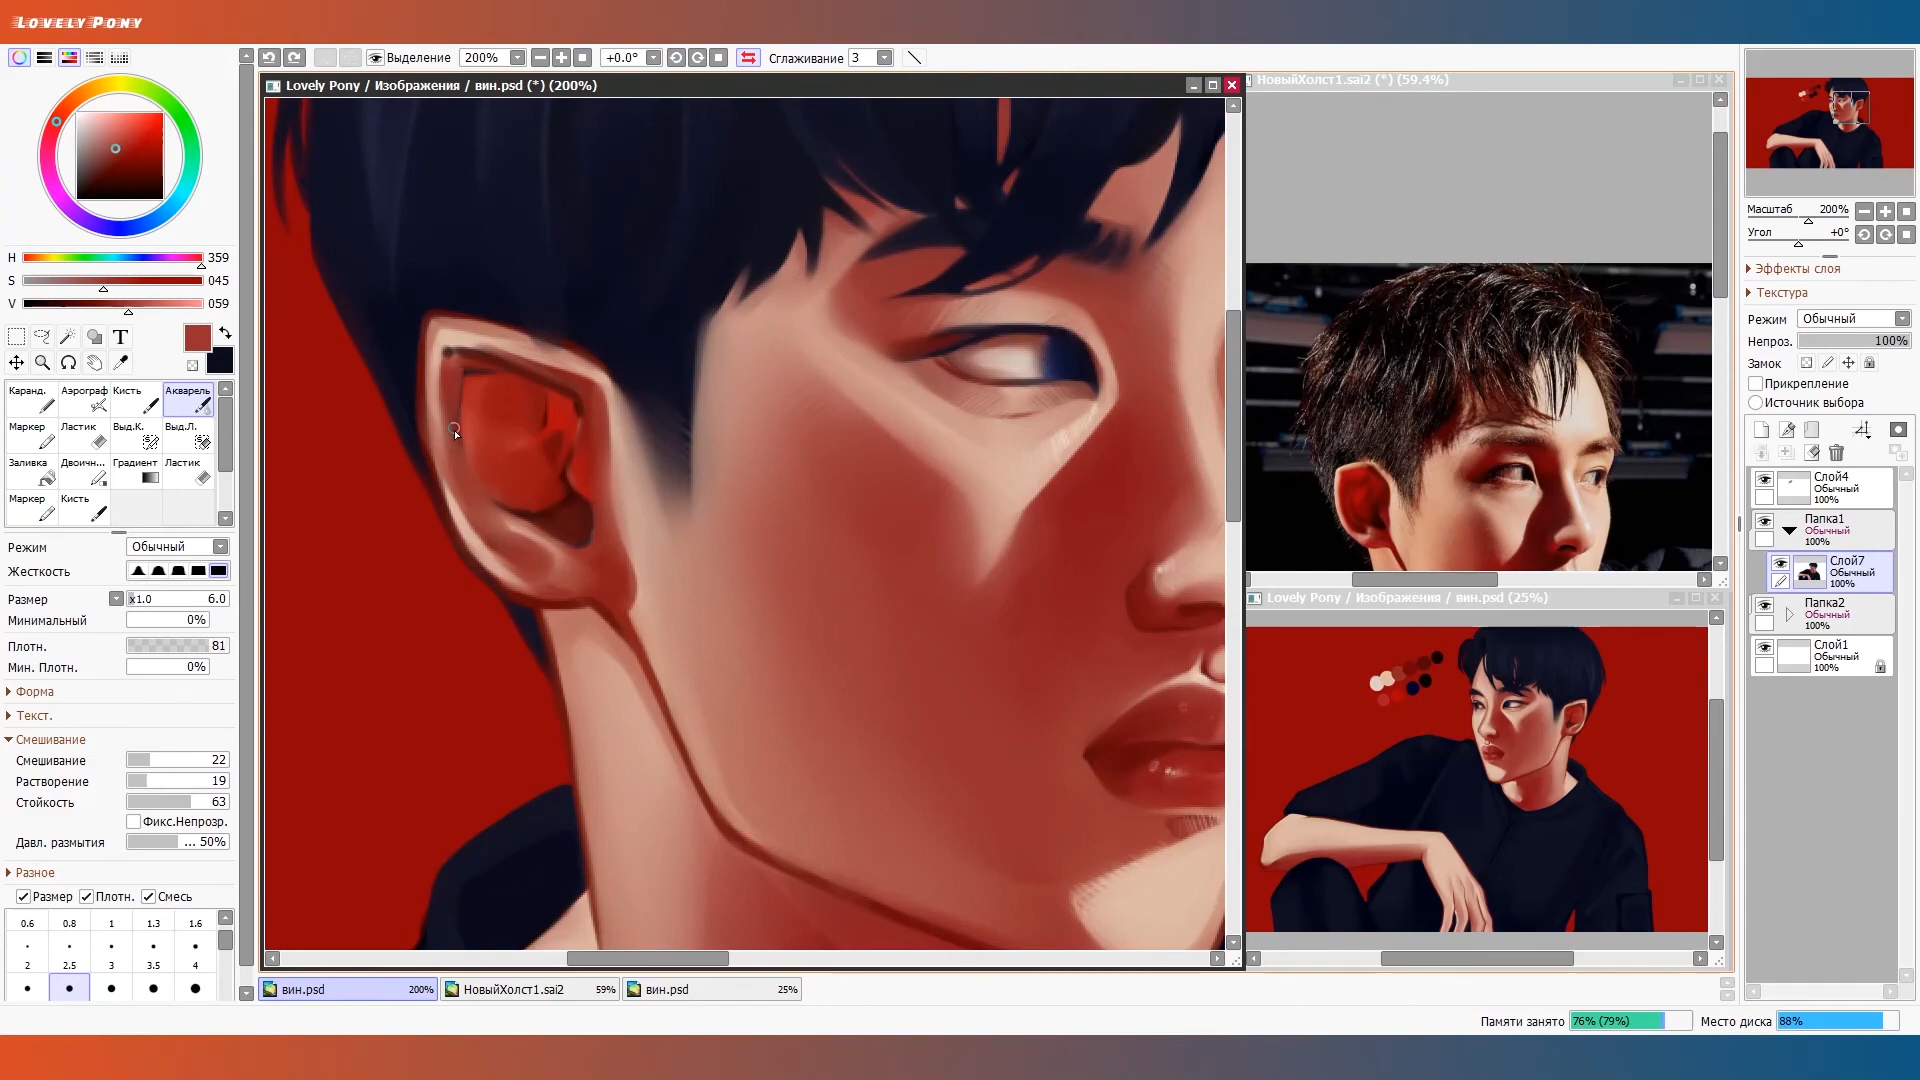 LOVELY PONY
Выделение 200% +0.0° Сглаживание 3
Lovely Pony / Изображения / вин.psd (*) (200%)
НовыйХолст1.sai2 (*) (59.4%)
H 359
S 045
V 059
T
Каранд. Аэрограф Кисть Акварель
Маркер Ластик Выд.К. Выд.Л.
Заливка Двоичн... Градиент Ластик
Маркер Кисть
Режим Обычный
Жесткость
Размер x1.0 6.0
Минимальный 0%
Плотн. 81
Мин. Плотн. 0%
Форма
Текст.
Смешивание
Смешивание 22
Растворение 19
Стойкость 63
Фикс.Непрозр.
Давл. размытия ... 50%
Разное
Размер Плотн. Смесь
0.6 0.8 1 1.3 1.6
2 2.5 3 3.5 4
Lovely Pony / Изображения / вин.psd (25%)
вин.psd 200%
НовыйХолст1.sai2 59%
вин.psd 25%
Масштаб 200%
Угол +0°
Эффекты слоя
Текстура
Режим Обычный
Непроз. 100%
Замок
Прикрепление
Источник выбора
Слой4
Обычный
100%
Папка1
Обычный
100%
Слой7
Обычный
100%
Папка2
Обычный
100%
Слой1
Обычный
100%
Памяти занято 76% (79%) Место диска 88%